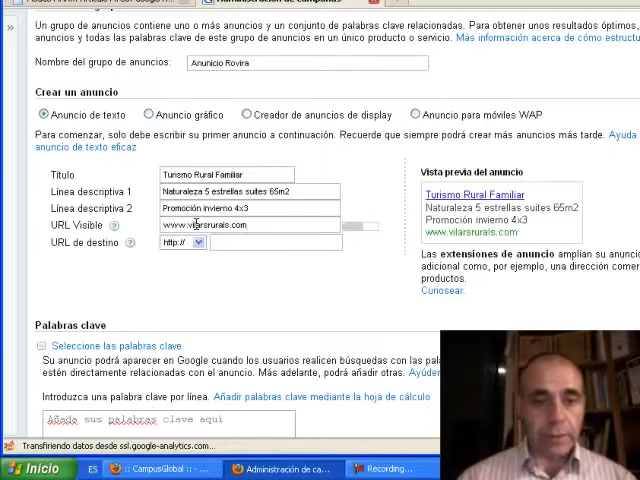 Administración de campañas
Un grupo de anuncios contiene uno o más anuncios y un conjunto de palabras clave relacionadas. Para obtener unos resultados óptimos,
anuncios y todas las palabras clave de este grupo de anuncios en un único producto o servicio. Más información acerca de cómo estructu
Nombre del grupo de anuncios: Anunicio Rovira
Crear un anuncio
Anuncio de texto Anuncio gráfico Creador de anuncios de display Anuncio para móviles WAP
Para comenzar, solo debe escribir su primer anuncio a continuación. Recuerde que siempre podrá crear más anuncios más tarde. Ayuda
anuncio de texto eficaz
Título Turismo Rural Familiar
Línea descriptiva 1 Naturaleza 5 estrellas suites 65m2
Línea descriptiva 2 Promoción invierno 4x3
URL Visible ? www.vilarsrurals.com
URL de destino ? http://
Vista previa del anuncio
Turismo Rural Familiar
Naturaleza 5 estrellas suites 65m2
Promoción invierno 4x3
www.vilarsrurals.com
Las extensiones de anuncio amplían su anunc
adicional como, por ejemplo, una dirección comer
productos.
Curiosear.
Palabras clave
Seleccione las palabras clave.
Su anuncio podrá aparecer en Google cuando los usuarios realicen búsquedas con las pala
están directamente relacionadas. Más adelante, podrá añadir otras. Ayúde
Introduzca una palabra clave por línea. Añadir palabras clave mediante la hoja de cálculo
Añada sus palabras clave aquí
Transfiriendo datos desde ssl.google-analytics.com...
Inicio ES :: CampusGlobal :: - ... Administración de ca... Recording...